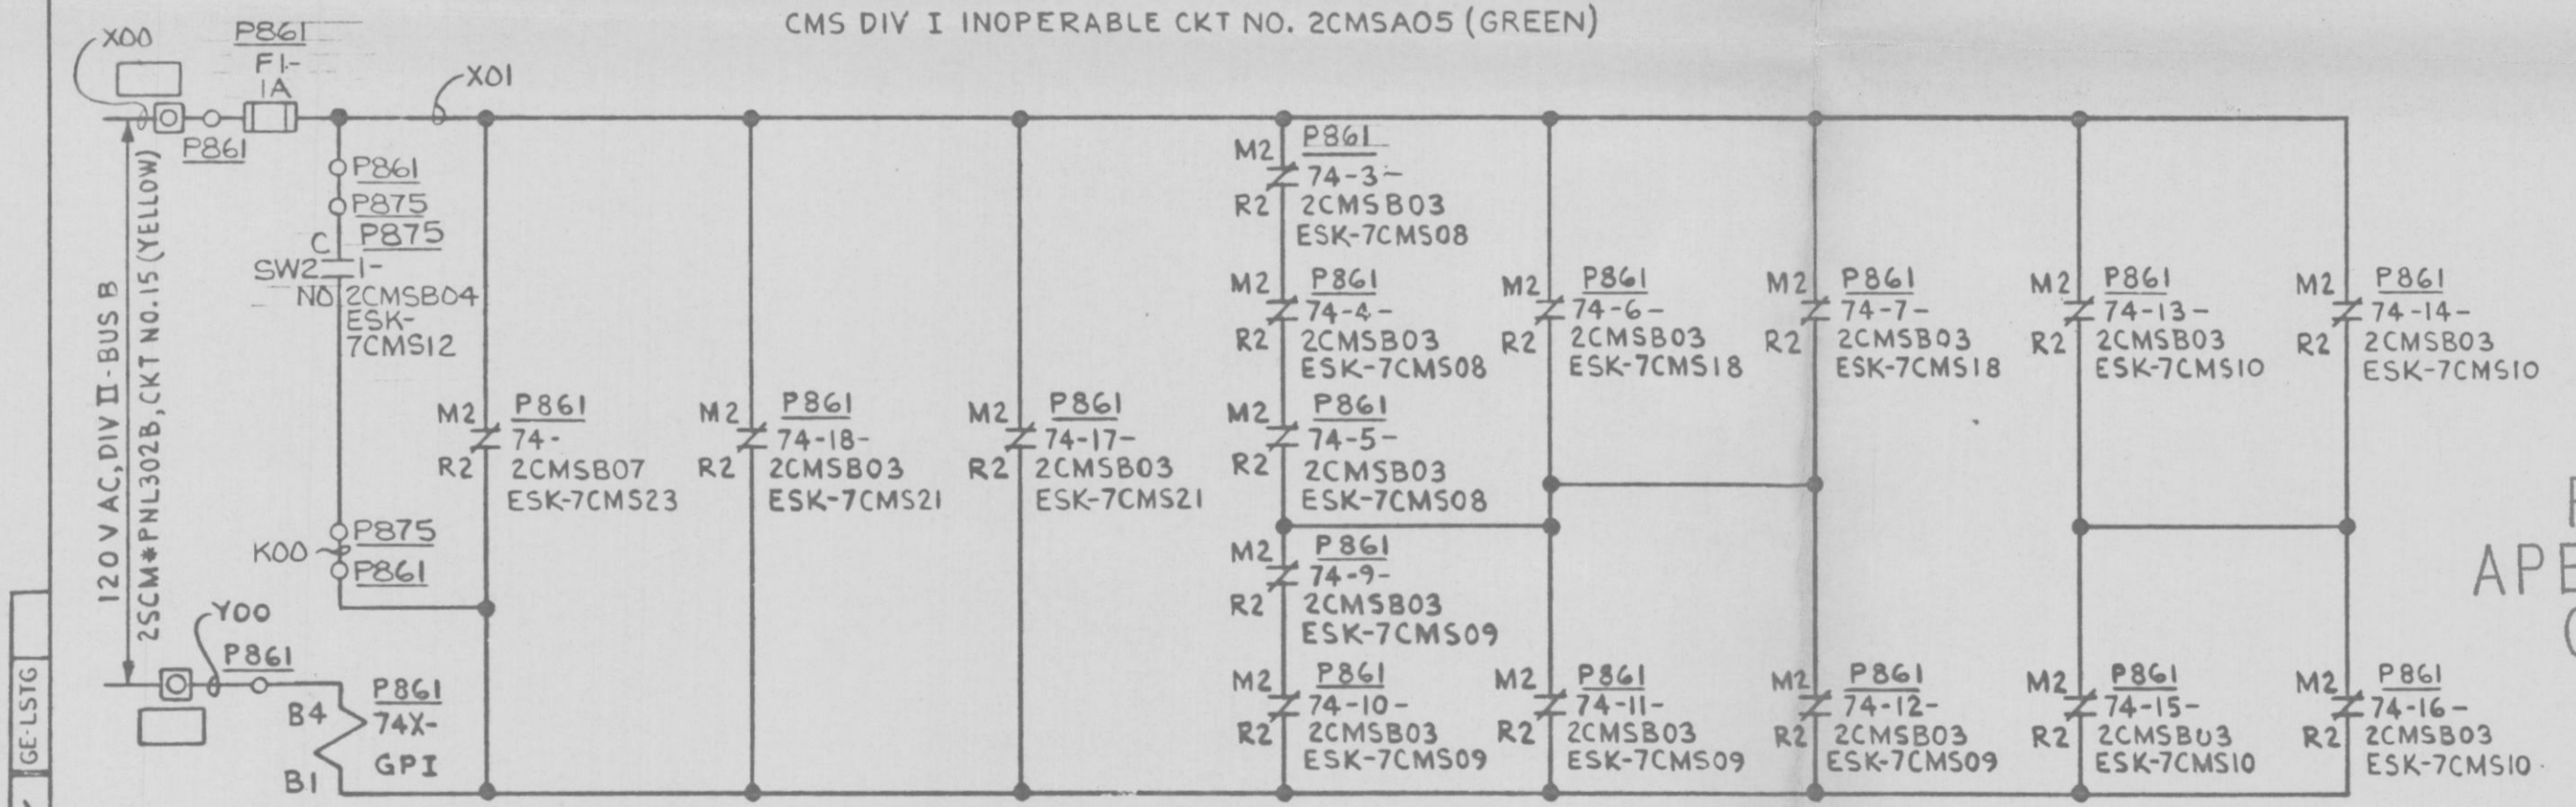 CMS DIV I INOPERABLE CKT NO. 2CMSA05 (GREEN)
X00
P861
F1-
1A
X01
P861
120 V AC, DIV II - BUS B
2SCM*PNL302B, CKT NO.15 (YELLOW)
P861
P875
C P875
SW2 1-
NO 2CMSB04
ESK-
7CMS12
P875
K00
P861
Y00
P861
B4
P861
74X-
GPI
B1
M2 P861
74-
R2 2CMSB07
ESK-7CMS23
M2 P861
74-18-
R2 2CMSB03
ESK-7CMS21
M2 P861
74-17-
R2 2CMSB03
ESK-7CMS21
M2 P861
74-3-
R2 2CMSB03
ESK-7CMS08
M2 P861
74-4-
R2 2CMSB03
ESK-7CMS08
M2 P861
74-5-
R2 2CMSB03
ESK-7CMS08
M2 P861
74-9-
R2 2CMSB03
ESK-7CMS09
M2 P861
74-10-
R2 2CMSB03
ESK-7CMS09
M2 P861
74-6-
R2 2CMSB03
ESK-7CMS18
M2 P861
74-11-
R2 2CMSB03
ESK-7CMS09
M2 P861
74-7-
R2 2CMSB03
ESK-7CMS18
M2 P861
74-12-
R2 2CMSB03
ESK-7CMS09
M2 P861
74-13-
R2 2CMSB03
ESK-7CMS10
M2 P861
74-15-
R2 2CMSB03
ESK-7CMS10
M2 P861
74-14-
R2 2CMSB03
ESK-7CMS10
M2 P861
74-16-
R2 2CMSB03
ESK-7CMS10
GE-LSTG